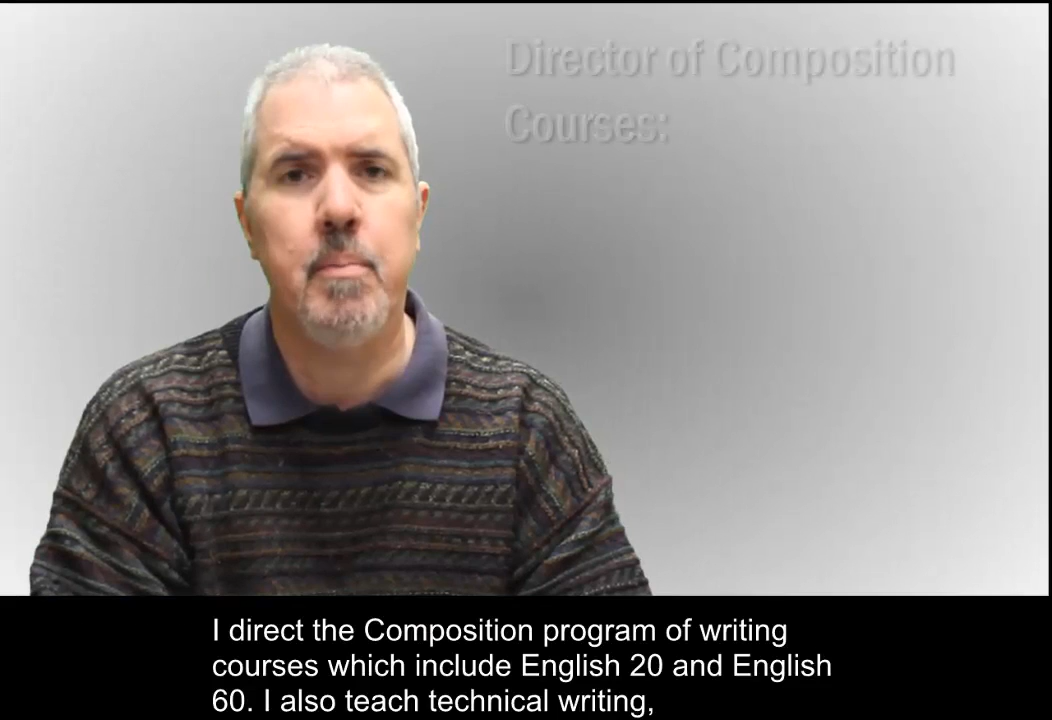 Director of Composition
Courses:
I direct the Composition program of writing
courses which include English 20 and English
60. I also teach technical writing,